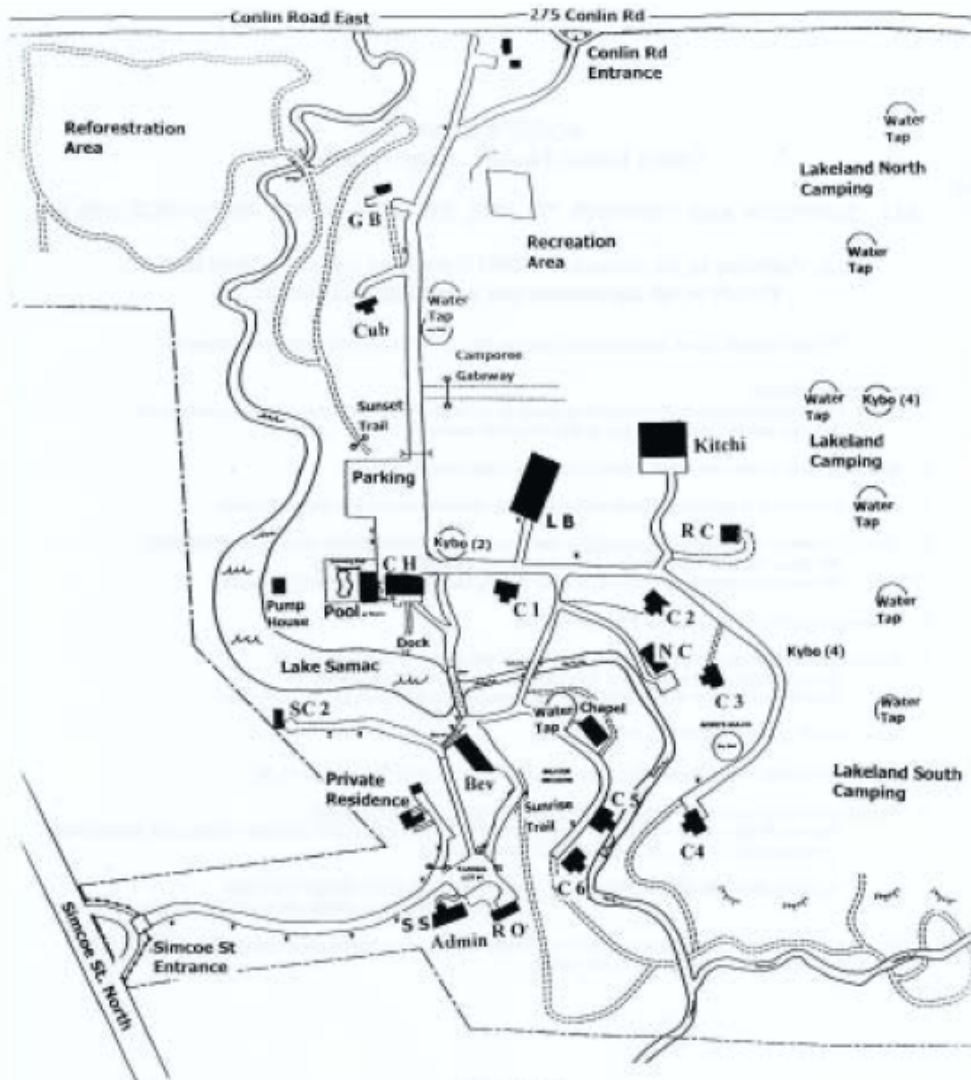 Conlin Road East
275 Conlin Rd
Conlin Rd
Entrance
Reforestration
Area
Water
Tap
Lakeland North
Camping
G B
Recreation
Area
Water
Tap
Cub
Water
Tap
Camporee
Gateway
Sunset
Trail
Water
Tap
Kybo (4)
Kitchi
Lakeland
Camping
Parking
L B
Water
Tap
R C
Kybo (2)
C H
C 1
Pump
House
Pool
C 2
Water
Tap
Dock
N C
Kybo (4)
Lake Samac
C 3
SC 2
Water
Tap
Chapel
Water
Tap
Private
Residence
Bev
Lakeland South
Camping
Sunrise
Trail
C 5
C4
C 6
S S
Admin
R O
Simcoe St
Entrance
Simcoe St. North